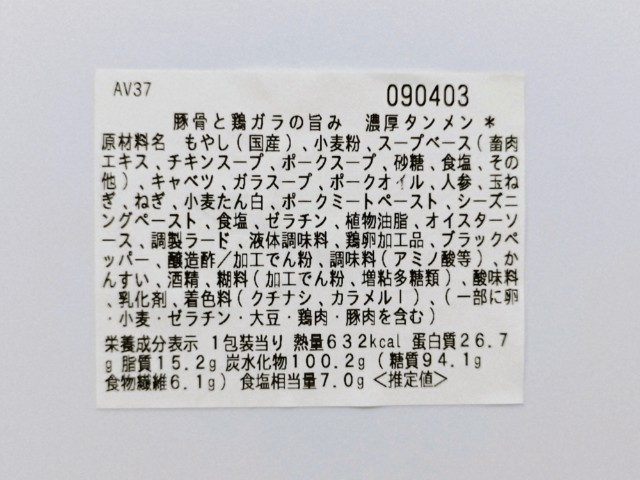 AV37
090403
豚骨と鶏ガラの旨み 濃厚タンメン*
原材料名 もやし(国産)、小麦粉、スープベース(畜肉
エキス、チキンスープ、ポークスープ、砂糖、食塩、その
他)、キャベツ、ガラスープ、ポークオイル、人参、玉ね
ぎ、ねぎ、小麦たん白、ポークミートペースト、シーズニ
ングペースト、食塩、ゼラチン、植物油脂、オイスターソ
ース、調製ラード、液体調味料、鶏卵加工品、ブラックペ
ッパー、醸造酢/加工でん粉、調味料(アミノ酸等)、か
んすい、酒精、糊料(加工でん粉、増粘多糖類)、酸味料
、乳化剤、着色料(クチナシ、カラメルI)、(一部に卵
・小麦・ゼラチン・大豆・鶏肉・豚肉を含む)
栄養成分表示 1包装当り 熱量632kcal 蛋白質26.7
g 脂質15.2g 炭水化物100.2g(糖質94.1g
食物繊維6.1g) 食塩相当量7.0g <推定値>